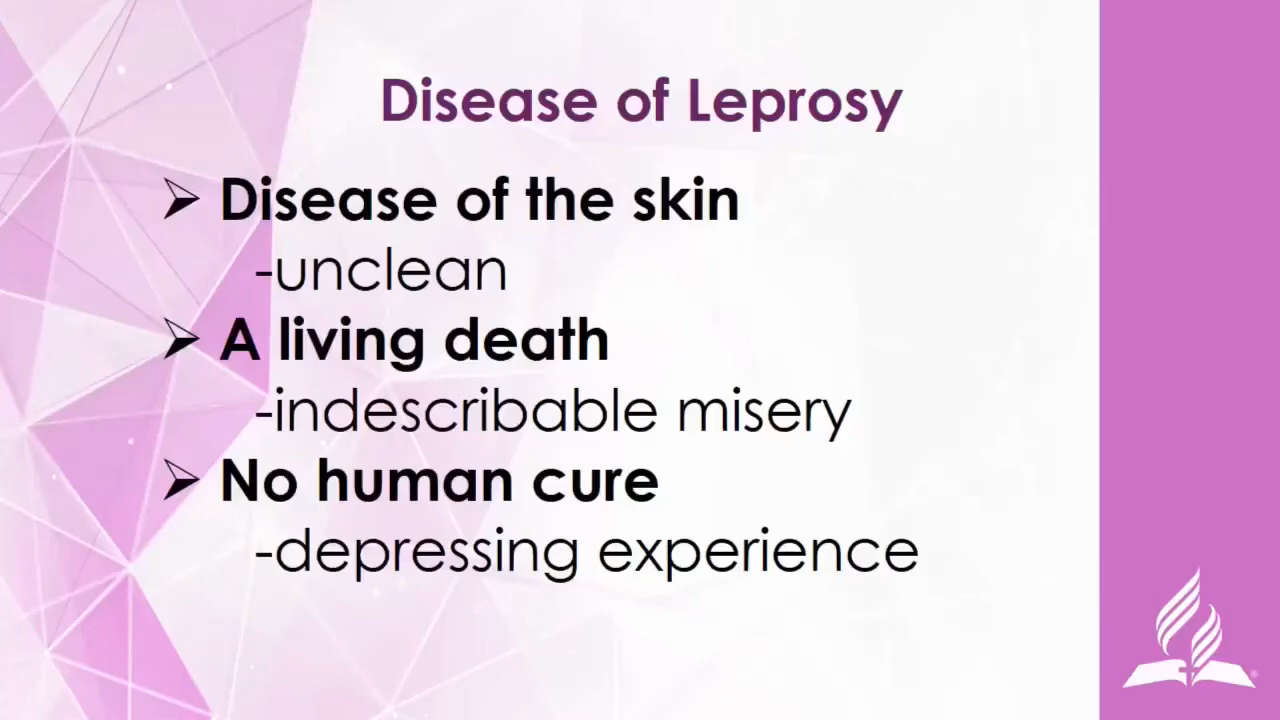 Disease of Leprosy
➢ Disease of the skin
-unclean
➢ A living death
-indescribable misery
➢ No human cure
-depressing experience